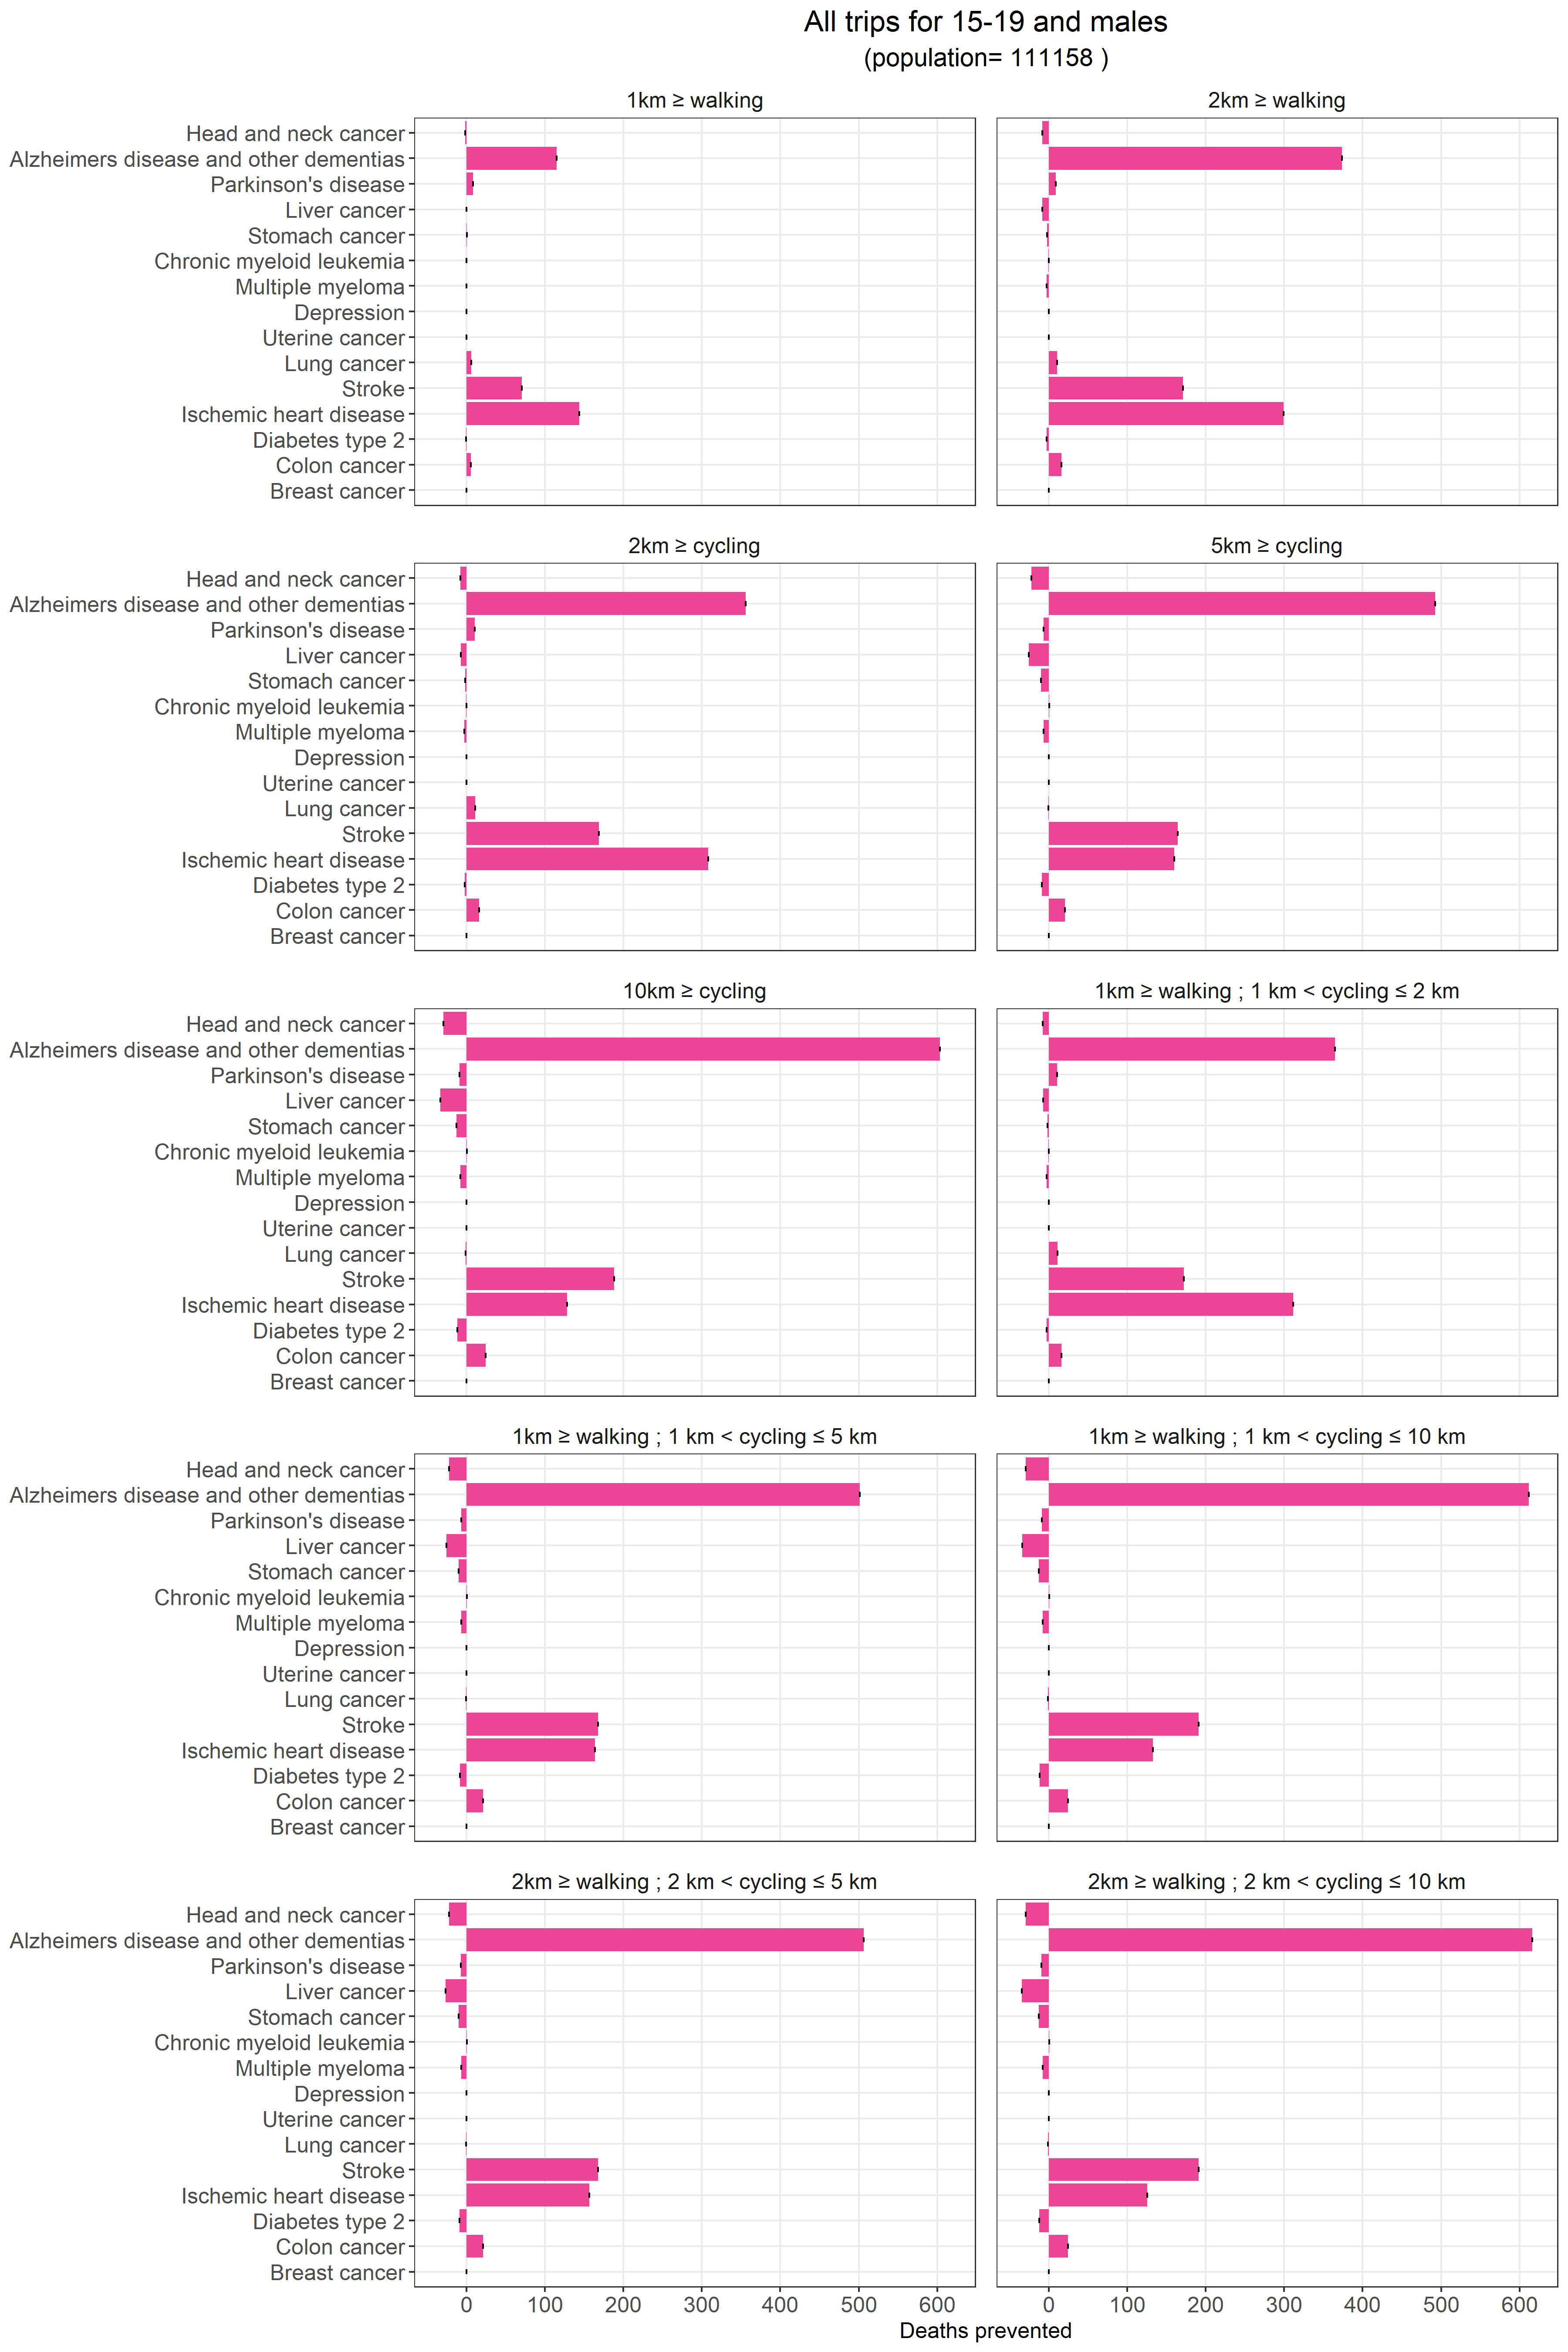 All trips for 15-19 and males
(population= 111158 )
1km ≥ walking
2km ≥ walking
Head and neck cancer
Alzheimers disease and other dementias
Parkinson's disease
Liver cancer
Stomach cancer
Chronic myeloid leukemia
Multiple myeloma
Depression
Uterine cancer
Lung cancer
Stroke
Ischemic heart disease
Diabetes type 2
Colon cancer
Breast cancer
2km ≥ cycling
5km ≥ cycling
Head and neck cancer
Alzheimers disease and other dementias
Parkinson's disease
Liver cancer
Stomach cancer
Chronic myeloid leukemia
Multiple myeloma
Depression
Uterine cancer
Lung cancer
Stroke
Ischemic heart disease
Diabetes type 2
Colon cancer
Breast cancer
10km ≥ cycling
1km ≥ walking ; 1 km < cycling ≤ 2 km
Head and neck cancer
Alzheimers disease and other dementias
Parkinson's disease
Liver cancer
Stomach cancer
Chronic myeloid leukemia
Multiple myeloma
Depression
Uterine cancer
Lung cancer
Stroke
Ischemic heart disease
Diabetes type 2
Colon cancer
Breast cancer
1km ≥ walking ; 1 km < cycling ≤ 5 km
1km ≥ walking ; 1 km < cycling ≤ 10 km
Head and neck cancer
Alzheimers disease and other dementias
Parkinson's disease
Liver cancer
Stomach cancer
Chronic myeloid leukemia
Multiple myeloma
Depression
Uterine cancer
Lung cancer
Stroke
Ischemic heart disease
Diabetes type 2
Colon cancer
Breast cancer
2km ≥ walking ; 2 km < cycling ≤ 5 km
2km ≥ walking ; 2 km < cycling ≤ 10 km
Head and neck cancer
Alzheimers disease and other dementias
Parkinson's disease
Liver cancer
Stomach cancer
Chronic myeloid leukemia
Multiple myeloma
Depression
Uterine cancer
Lung cancer
Stroke
Ischemic heart disease
Diabetes type 2
Colon cancer
Breast cancer
0 100 200 300 400 500 600
0 100 200 300 400 500 600
Deaths prevented